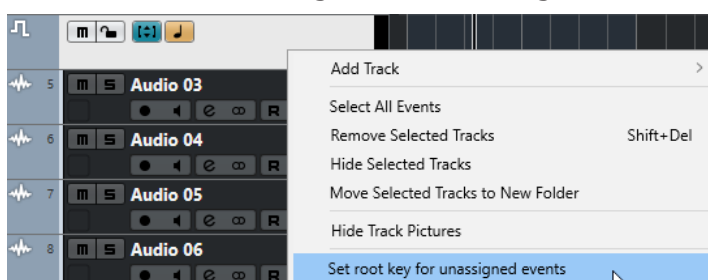 m
Add Track
5 m S Audio 03
e R
Select All Events
6 m S Audio 04
Remove Selected Tracks Shift+Del
e R
Hide Selected Tracks
7 m S Audio 05
Move Selected Tracks to New Folder
e R
Hide Track Pictures
8 m S Audio 06
Set root key for unassigned events
e R